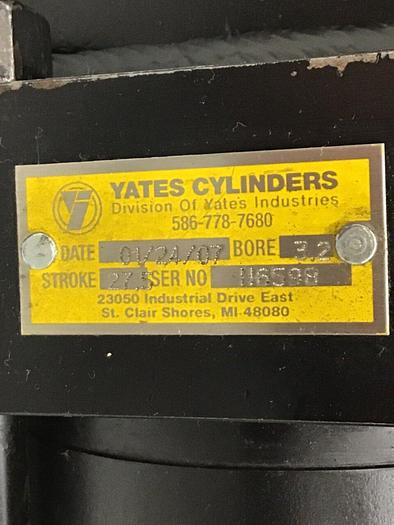 YATES CYLINDERS
Division Of Yates Industries
586-778-7680
DATE 01/24/07 BORE 3.2
STROKE 27.5 SER NO 116598
23050 Industrial Drive East
St. Clair Shores, MI 48080